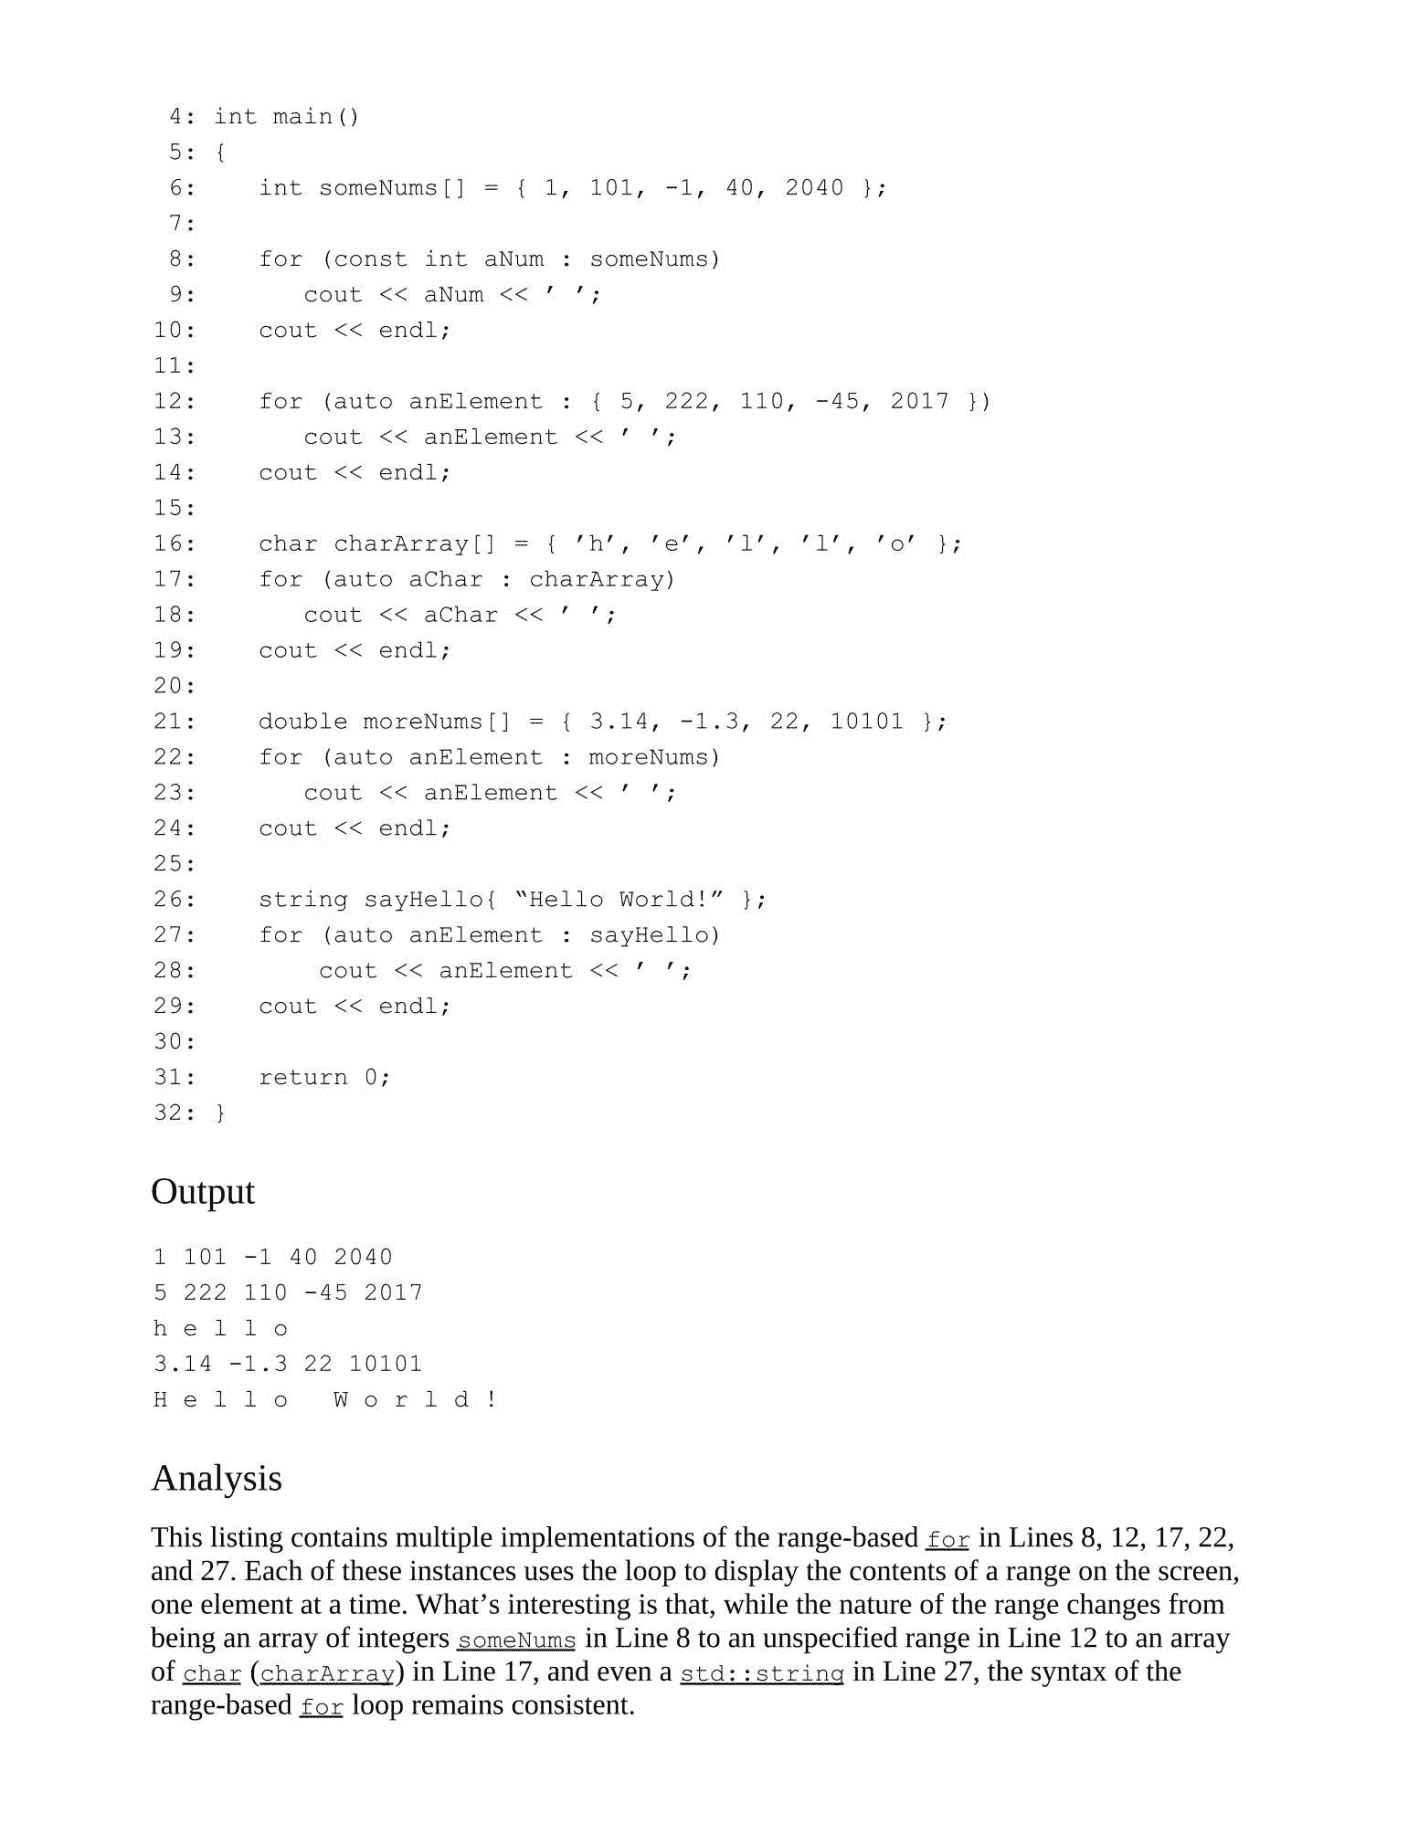 4: int main()
5: {
6:    int someNums[] = { 1, 101, -1, 40, 2040 };
7:
8:    for (const int aNum : someNums)
9:       cout << aNum << ’ ’;
10:    cout << endl;
11:
12:    for (auto anElement : { 5, 222, 110, -45, 2017 })
13:       cout << anElement << ’ ’;
14:    cout << endl;
15:
16:    char charArray[] = { ’h’, ’e’, ’l’, ’l’, ’o’ };
17:    for (auto aChar : charArray)
18:       cout << aChar << ’ ’;
19:    cout << endl;
20:
21:    double moreNums[] = { 3.14, -1.3, 22, 10101 };
22:    for (auto anElement : moreNums)
23:       cout << anElement << ’ ’;
24:    cout << endl;
25:
26:    string sayHello{ “Hello World!” };
27:    for (auto anElement : sayHello)
28:        cout << anElement << ’ ’;
29:    cout << endl;
30:
31:    return 0;
32: }
Output
1 101 -1 40 2040
5 222 110 -45 2017
h e l l o
3.14 -1.3 22 10101
H e l l o   W o r l d !
Analysis
This listing contains multiple implementations of the range-based for in Lines 8, 12, 17, 22,
and 27. Each of these instances uses the loop to display the contents of a range on the screen,
one element at a time. What’s interesting is that, while the nature of the range changes from
being an array of integers someNums in Line 8 to an unspecified range in Line 12 to an array
of char (charArray) in Line 17, and even a std::string in Line 27, the syntax of the
range-based for loop remains consistent.